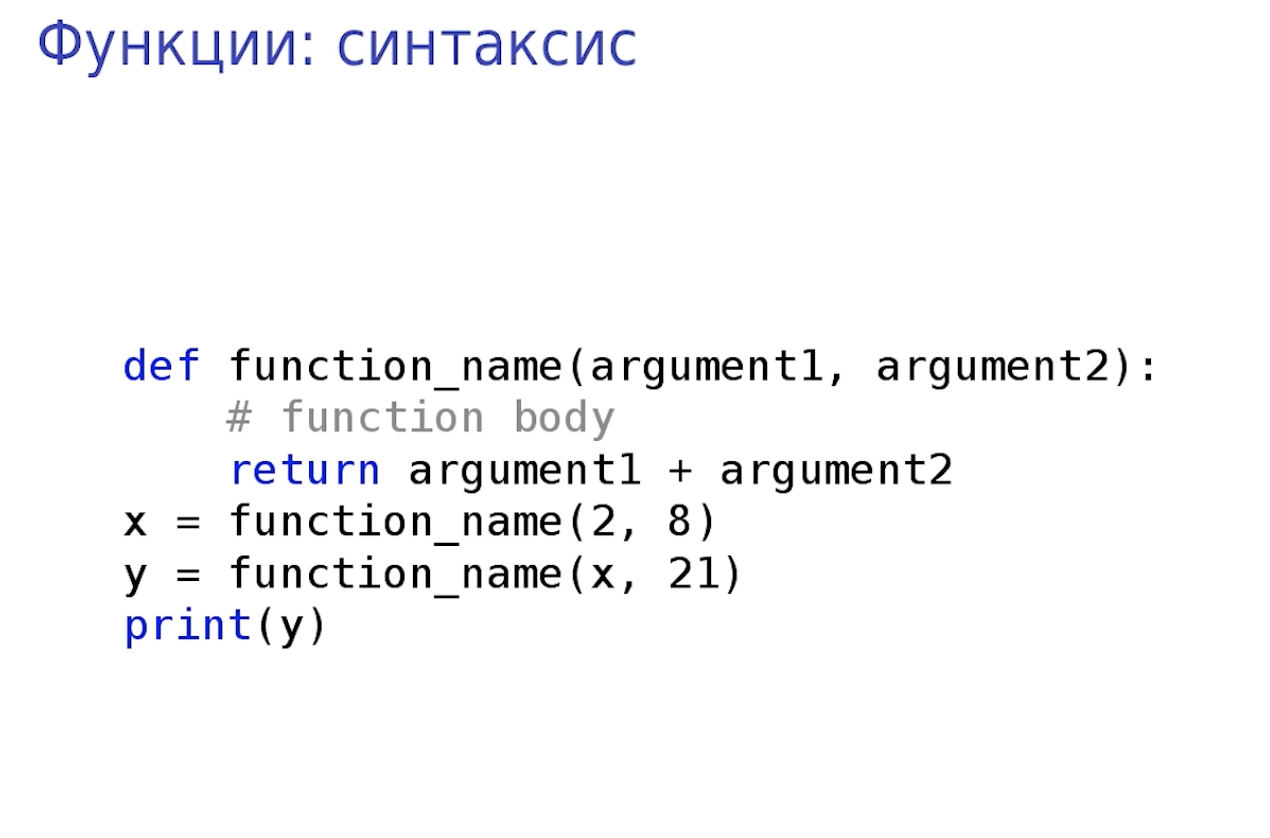 Функции: синтаксис
def function_name(argument1, argument2):
    # function body
    return argument1 + argument2
x = function_name(2, 8)
y = function_name(x, 21)
print(y)